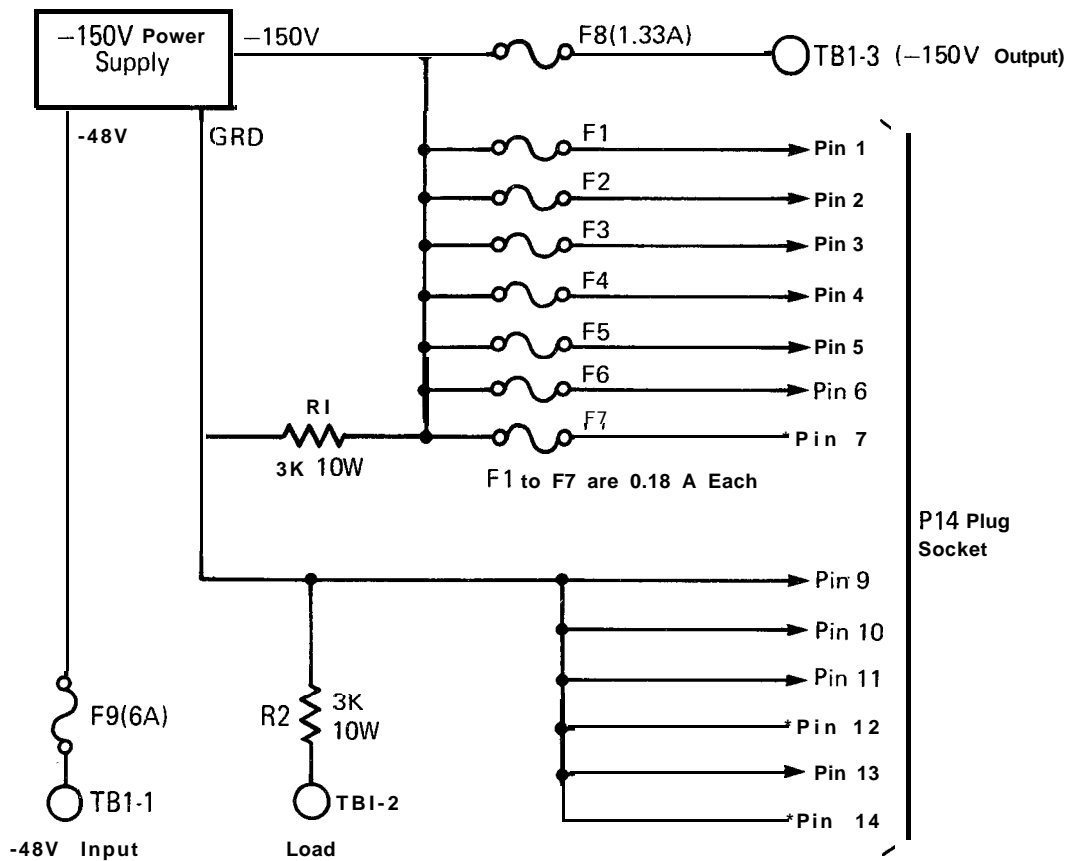 –150V Power
Supply
–150V
F8(1.33A)
TB1-3 (–150V Output)
-48V
GRD
F1
Pin 1
F2
Pin 2
F3
Pin 3
F4
Pin 4
F5
Pin 5
F6
Pin 6
RI
3K 10W
F7
*Pin 7
F1 to F7 are 0.18 A Each
P14 Plug
Socket
Pin 9
Pin 10
Pin 11
*Pin 12
Pin 13
*Pin 14
F9(6A)
R2
3K
10W
TB1-1
TBI-2
-48V Input
Load